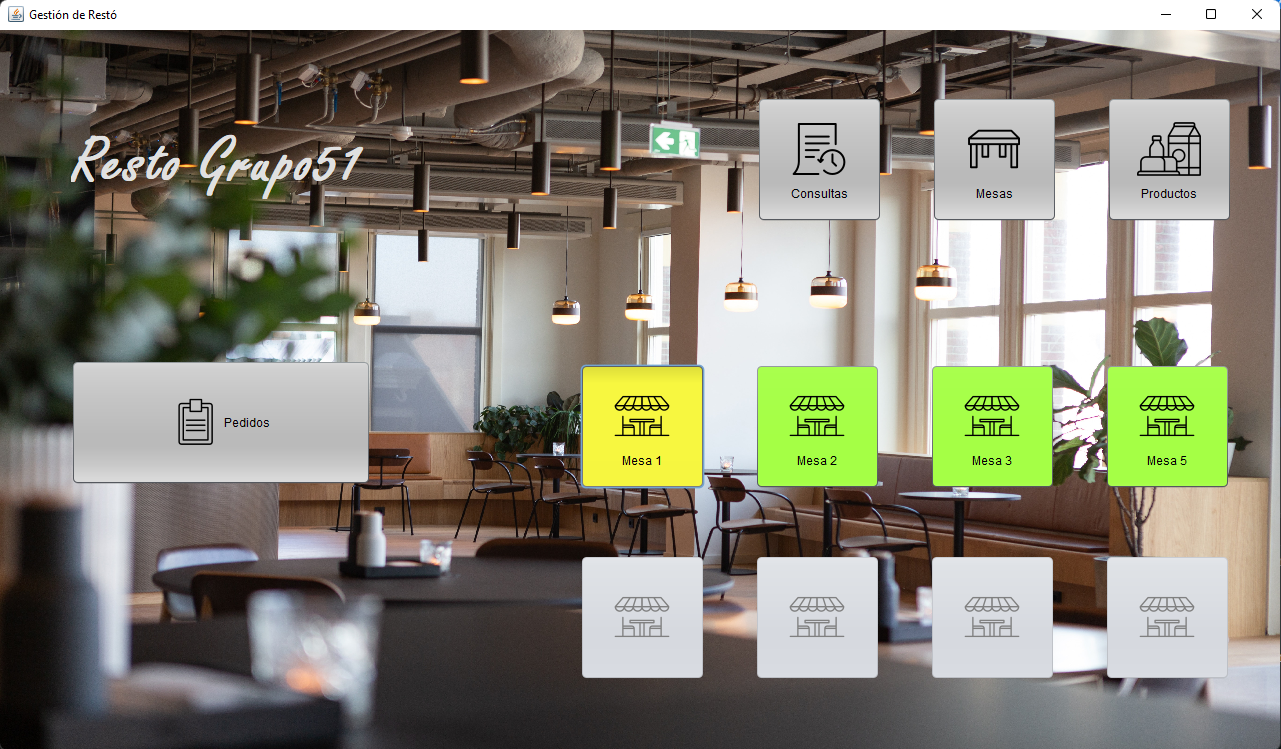 Gestión de Restó
Resto Grupo51
Consultas
Mesas
Productos
Pedidos
Mesa 1
Mesa 2
Mesa 3
Mesa 5